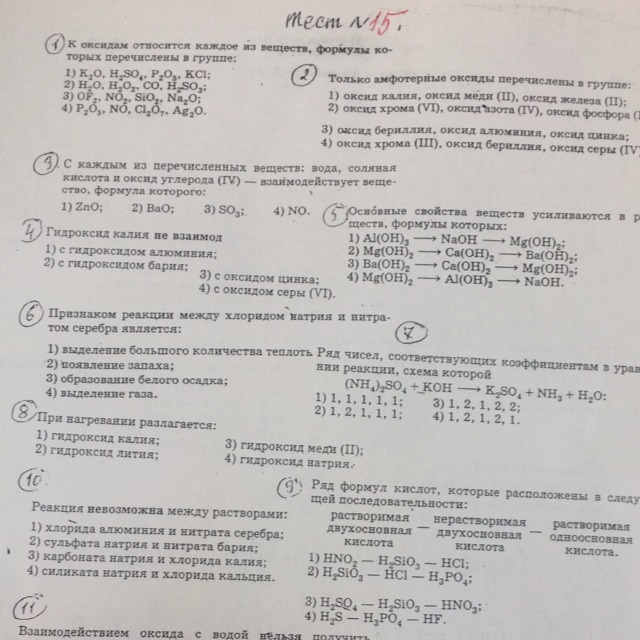 Тест № 15.
1 К оксидам относится каждое из веществ, формулы ко-
торых перечислены в группе:
1) K₂O, H₂SO₄, P₂O₅, KCl;
2) H₂O, H₂O₂, CO, H₂SO₃;
3) OF₂, NO₂, SiO₂, Na₂O;
4) P₂O₅, NO, Cl₂O₇, Ag₂O.
2 Только амфотерные оксиды перечислены в группе:
1) оксид калия, оксид меди (II), оксид железа (II);
2) оксид хрома (VI), оксид азота (IV), оксид фосфора
3) оксид бериллия, оксид алюминия, оксид цинка;
4) оксид хрома (III), оксид бериллия, оксид серы (IV)
3 С каждым из перечисленных веществ: вода, соляная
кислота и оксид углерода (IV) — взаимодействует веще-
ство, формула которого:
1) ZnO; 2) BaO; 3) SO₃; 4) NO.
4 Гидроксид калия не взаимод
1) с гидроксидом алюминия;
2) с гидроксидом бария;
3) с оксидом цинка;
4) с оксидом серы (VI).
5 Осно́вные свойства веществ усиливаются в р
ществ, формулы которых:
1) Al(OH)₃ ⟶ NaOH ⟶ Mg(OH)₂;
2) Mg(OH)₂ ⟶ Ca(OH)₂ ⟶ Ba(OH)₂;
3) Ba(OH)₂ ⟶ Ca(OH)₂ ⟶ Mg(OH)₂;
4) Mg(OH)₂ ⟶ Al(OH)₃ ⟶ NaOH.
6 Признаком реакции между хлоридом натрия и нитра-
том серебра является:
1) выделение большого количества теплоть
2) появление запаха;
3) образование белого осадка;
4) выделение газа.
7
Ряд чисел, соответствующих коэффициентам в урав
нии реакции, схема которой
(NH₄)₂SO₄ + KOH ⟶ K₂SO₄ + NH₃ + H₂O:
1) 1, 1, 1, 1, 1; 3) 1, 2, 1, 2, 2;
2) 1, 2, 1, 1, 1; 4) 1, 2, 1, 2, 1.
8 При нагревании разлагается:
1) гидроксид калия; 3) гидроксид меди (II);
2) гидроксид лития; 4) гидроксид натрия.
10
Реакция невозможна между растворами:
1) хлорида алюминия и нитрата серебра;
2) сульфата натрия и нитрата бария;
3) карбоната натрия и хлорида калия;
4) силиката натрия и хлорида кальция.
9 Ряд формул кислот, которые расположены в следу
щей последовательности:
растворимая нерастворимая растворимая
двухосновная — двухосновная — одноосновная
кислота кислота кислота.
1) HNO₂ — H₂SiO₃ — HCl;
2) H₂SiO₃ — HCl — H₃PO₄;
3) H₂SO₄ — H₂SiO₃ — HNO₃;
4) H₂S — H₃PO₄ — HF.
11
Взаимодействием оксида с водой нельзя получить